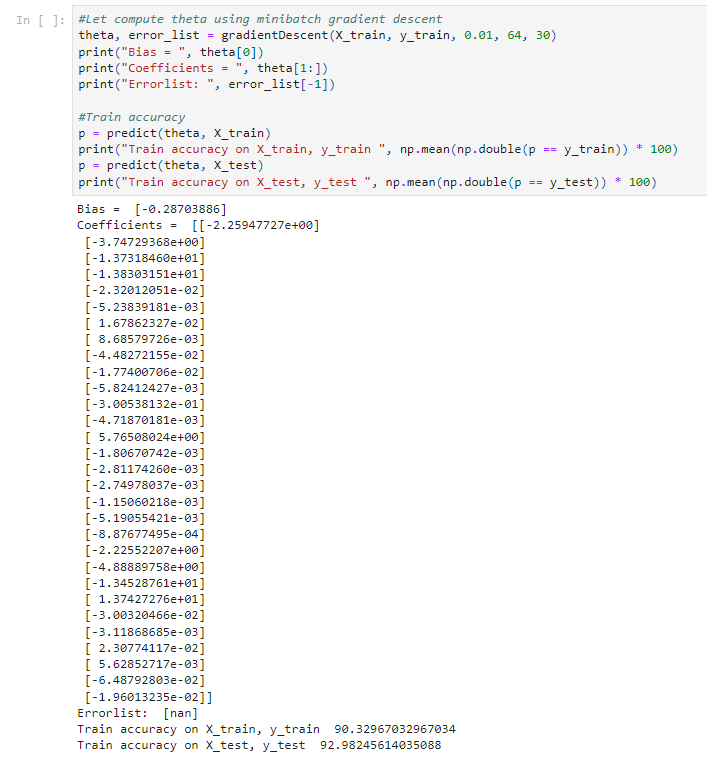 In [ ]: #Let compute theta using minibatch gradient descent
theta, error_list = gradientDescent(X_train, y_train, 0.01, 64, 30)
print("Bias = ", theta[0])
print("Coefficients = ", theta[1:])
print("Errorlist: ", error_list[-1])
#Train accuracy
p = predict(theta, X_train)
print("Train accuracy on X_train, y_train ", np.mean(np.double(p == y_train)) * 100)
p = predict(theta, X_test)
print("Train accuracy on X_test, y_test ", np.mean(np.double(p == y_test)) * 100)
Bias =  [-0.28703886]
Coefficients =  [[-2.25947727e+00]
[-3.74729368e+00]
[-1.37318460e+01]
[-1.38303151e+01]
[-2.32012051e-02]
[-5.23839181e-03]
[ 1.67862327e-02]
[ 8.68579726e-03]
[-4.48272155e-02]
[-1.77400706e-02]
[-5.82412427e-03]
[-3.00538132e-01]
[-4.71870181e-03]
[ 5.76508024e+00]
[-1.80670742e-03]
[-2.81174260e-03]
[-2.74978037e-03]
[-1.15060218e-03]
[-5.19055421e-03]
[-8.87677495e-04]
[-2.22552207e+00]
[-4.88889758e+00]
[-1.34528761e+01]
[ 1.37427276e+01]
[-3.00320466e-02]
[-3.11868685e-03]
[ 2.30774117e-02]
[ 5.62852717e-03]
[-6.48792803e-02]
[-1.96013235e-02]]
Errorlist:  [nan]
Train accuracy on X_train, y_train  90.32967032967034
Train accuracy on X_test, y_test  92.98245614035088